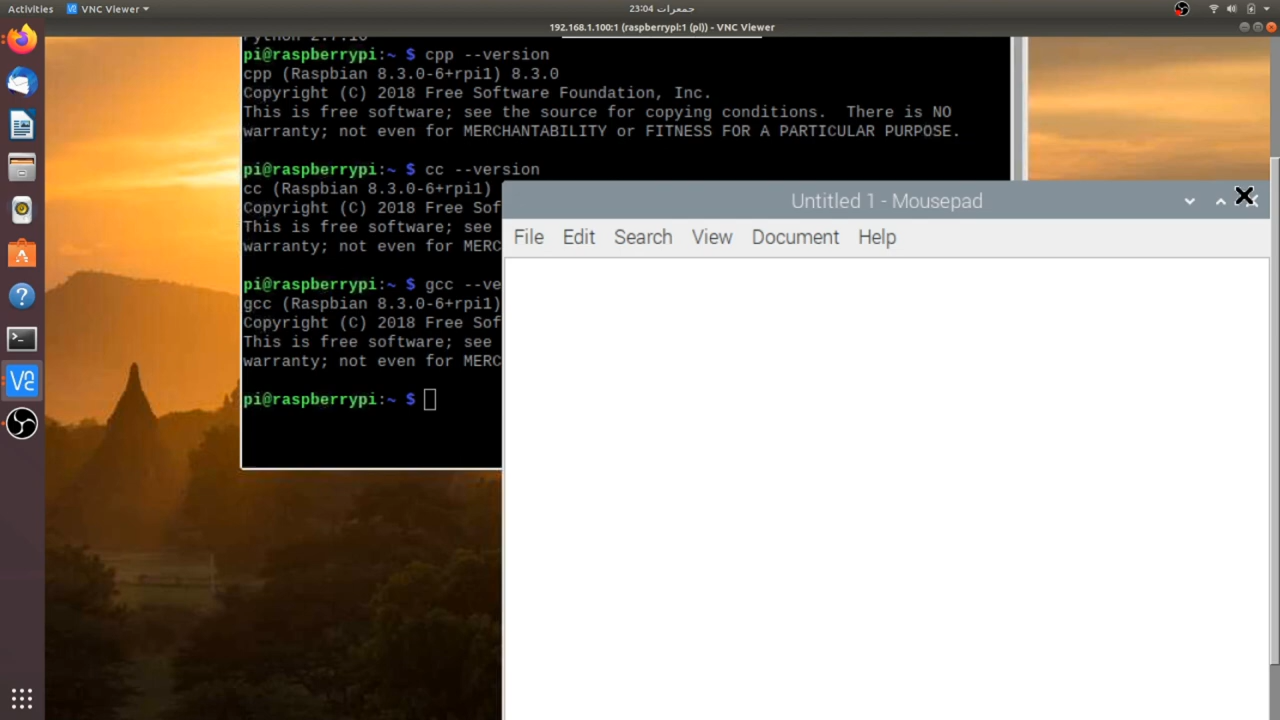 Activities
VNC Viewer
23:04 جمعرات
192.168.1.100:1 (raspberrypi:1 (pi)) - VNC Viewer
Python 2.7.16
pi@raspberrypi:~ $ cpp --version
cpp (Raspbian 8.3.0-6+rpi1) 8.3.0
Copyright (C) 2018 Free Software Foundation, Inc.
This is free software; see the source for copying conditions.  There is NO
warranty; not even for MERCHANTABILITY or FITNESS FOR A PARTICULAR PURPOSE.
pi@raspberrypi:~ $ cc --version
cc (Raspbian 8.3.0-6+rpi1)
Copyright (C) 2018 Free Sof
This is free software; see
warranty; not even for MERC
pi@raspberrypi:~ $ gcc --ve
gcc (Raspbian 8.3.0-6+rpi1)
Copyright (C) 2018 Free Sof
This is free software; see
warranty; not even for MERC
pi@raspberrypi:~ $
Untitled 1 - Mousepad
File Edit Search View Document Help